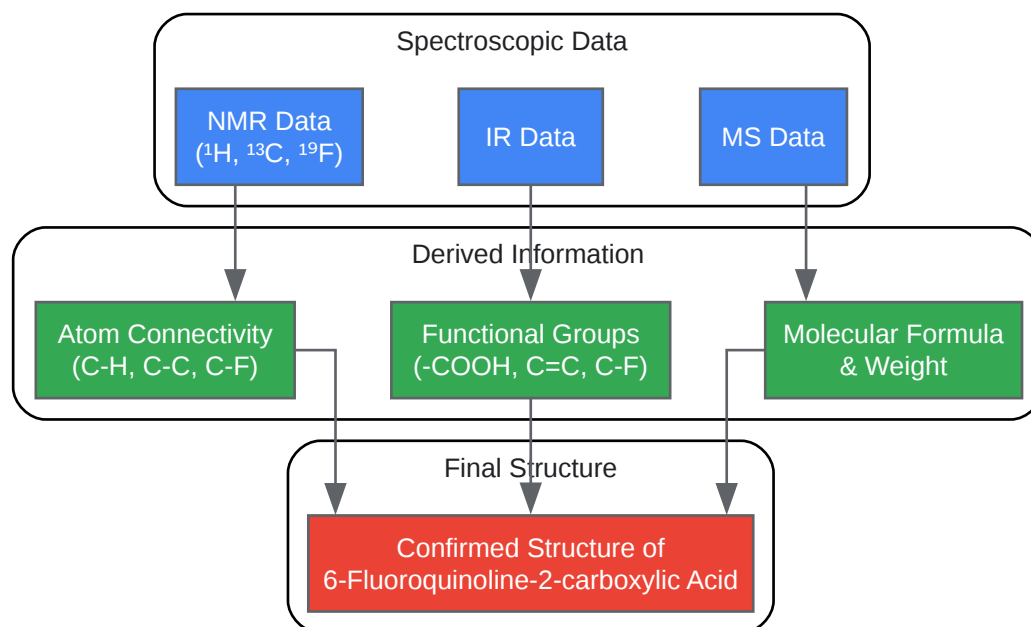 Spectroscopic Data
NMR Data
(¹H, ¹³C, ¹⁹F)
IR Data
MS Data
Derived Information
Atom Connectivity
(C-H, C-C, C-F)
Functional Groups
(-COOH, C=C, C-F)
Molecular Formula
& Weight
Final Structure
Confirmed Structure of
6-Fluoroquinoline-2-carboxylic Acid